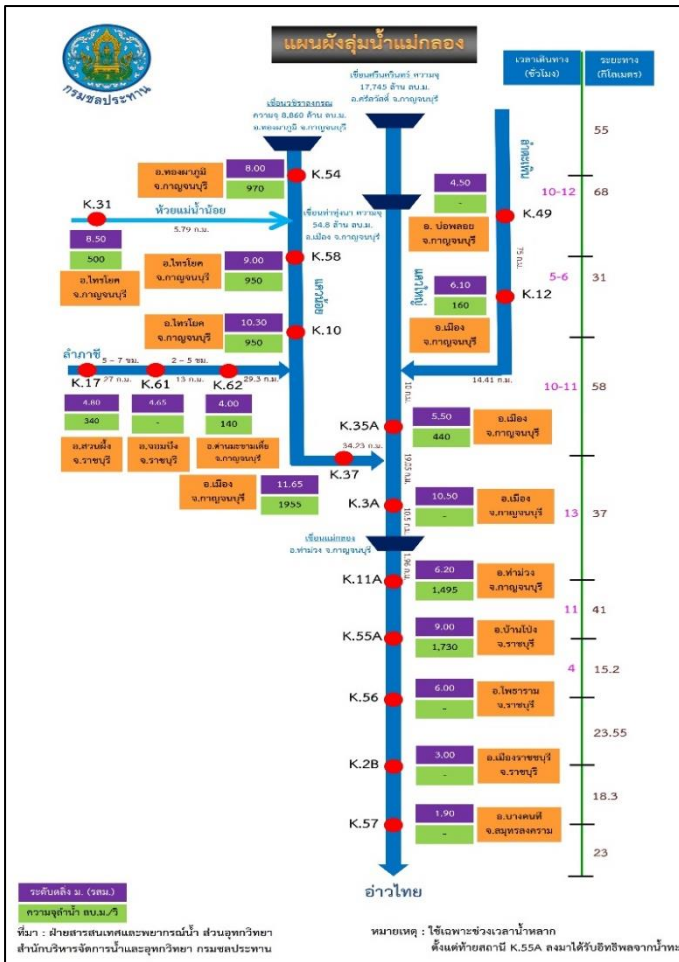 แผนผังลุ่มน้ำแม่กลอง
กรมชลประทาน
เวลาเดินทาง
(ชั่วโมง)
ระยะทาง
(กิโลเมตร)
เขื่อนศรีนครินทร์ ความจุ
17,745 ล้าน ลบ.ม.
อ.ศรีสวัสดิ์ จ.กาญจนบุรี
เขื่อนวชิราลงกรณ
ความจุ 8,860 ล้าน ลบ.ม.
อ.ทองผาภูมิ จ.กาญจนบุรี
อ.ทองผาภูมิ
จ.กาญจนบุรี
8.00
970
K.54
ลำตะเพิน
4.50
-
อ. บ่อพลอย
จ.กาญจนบุรี
K.49
55
10-12
68
K.31
ห้วยแม่น้ำน้อย
5.79 ก.ม.
8.50
500
อ.ไทรโยค
จ.กาญจนบุรี
เขื่อนท่าทุ่งนา ความจุ
54.8 ล้าน ลบ.ม.
อ.เมือง จ.กาญจนบุรี
อ.ไทรโยค
จ.กาญจนบุรี
9.00
950
K.58
แควน้อย
แควใหญ่
75 ก.ม.
6.10
160
อ.เมือง
จ.กาญจนบุรี
K.12
5-6
31
อ.ไทรโยค
จ.กาญจนบุรี
10.30
950
K.10
ลำภาชี
5 – 7 ชม.
2 – 5 ชม.
K.17
27 ก.ม.
K.61
13 ก.ม.
K.62
29.3 ก.ม.
14.41 ก.ม.
10 ก.ม.
4.80
340
อ.สวนผึ้ง
จ.ราชบุรี
4.65
-
อ.จอมบึง
จ.ราชบุรี
4.00
140
อ.ด่านมะขามเตี้ย
จ.กาญจนบุรี
K.35A
5.50
440
อ.เมือง
จ.กาญจนบุรี
10-11
58
34.23 ก.ม.
K.37
อ.เมือง
จ.กาญจนบุรี
11.65
1955
K.3A
10.5 ก.ม.
10.50
-
อ.เมือง
จ.กาญจนบุรี
13
37
เขื่อนแม่กลอง
อ.ท่าม่วง จ.กาญจนบุรี
1.96 ก.ม.
K.11A
6.20
1,495
อ.ท่าม่วง
จ.กาญจนบุรี
11
41
K.55A
9.00
1,730
อ.บ้านโป่ง
จ.ราชบุรี
4
15.2
K.56
6.00
-
อ.โพธาราม
จ.ราชบุรี
23.55
K.2B
3.00
-
อ.เมืองราชบุรี
จ.ราชบุรี
18.3
K.57
1.90
-
อ.บางคนที
จ.สมุทรสงคราม
23
อ่าวไทย
ระดับตลิ่ง ม. (รสม.)
ความจุลำน้ำ ลบ.ม./วิ
ที่มา : ฝ่ายสารสนเทศและพยากรณ์น้ำ ส่วนอุทกวิทยา
สำนักบริหารจัดการน้ำและอุทกวิทยา กรมชลประทาน
หมายเหตุ : ใช้เฉพาะช่วงเวลาน้ำหลาก
ตั้งแต่ท้ายสถานี K.55A ลงมาได้รับอิทธิพลจากน้ำทะ